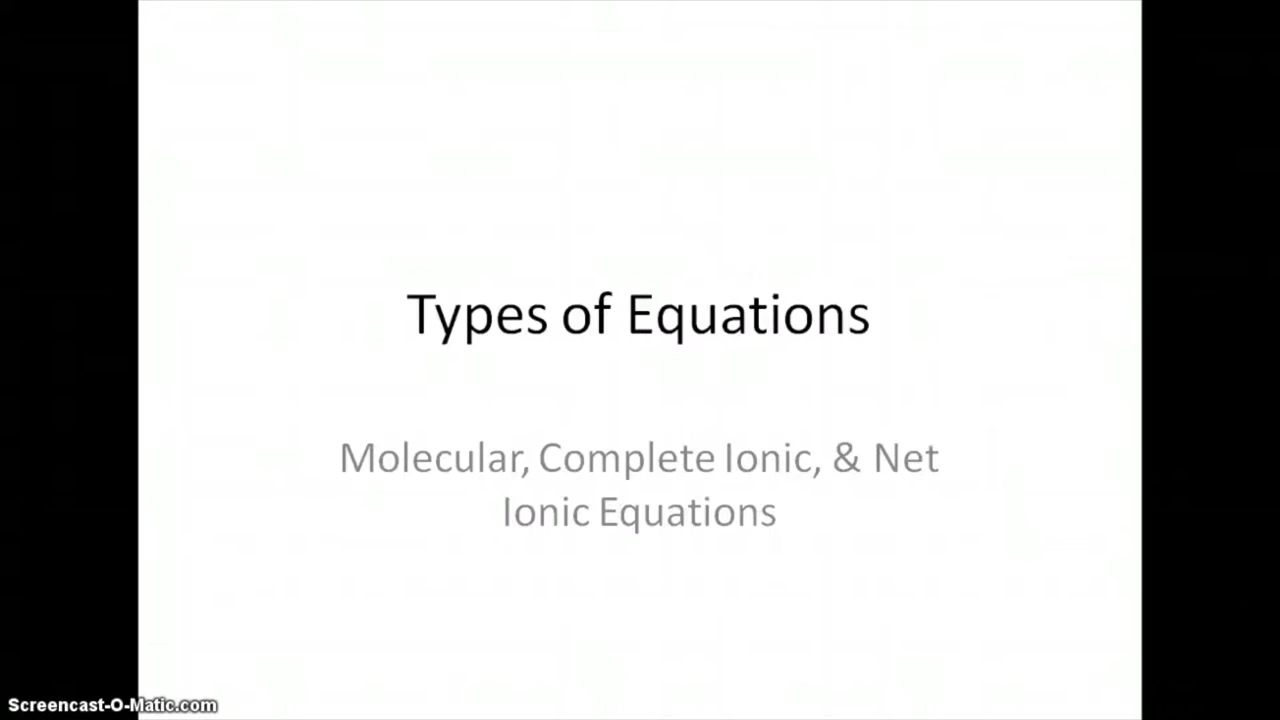 Types of Equations
Molecular, Complete Ionic, & Net
Ionic Equations
Screencast-O-Matic.com